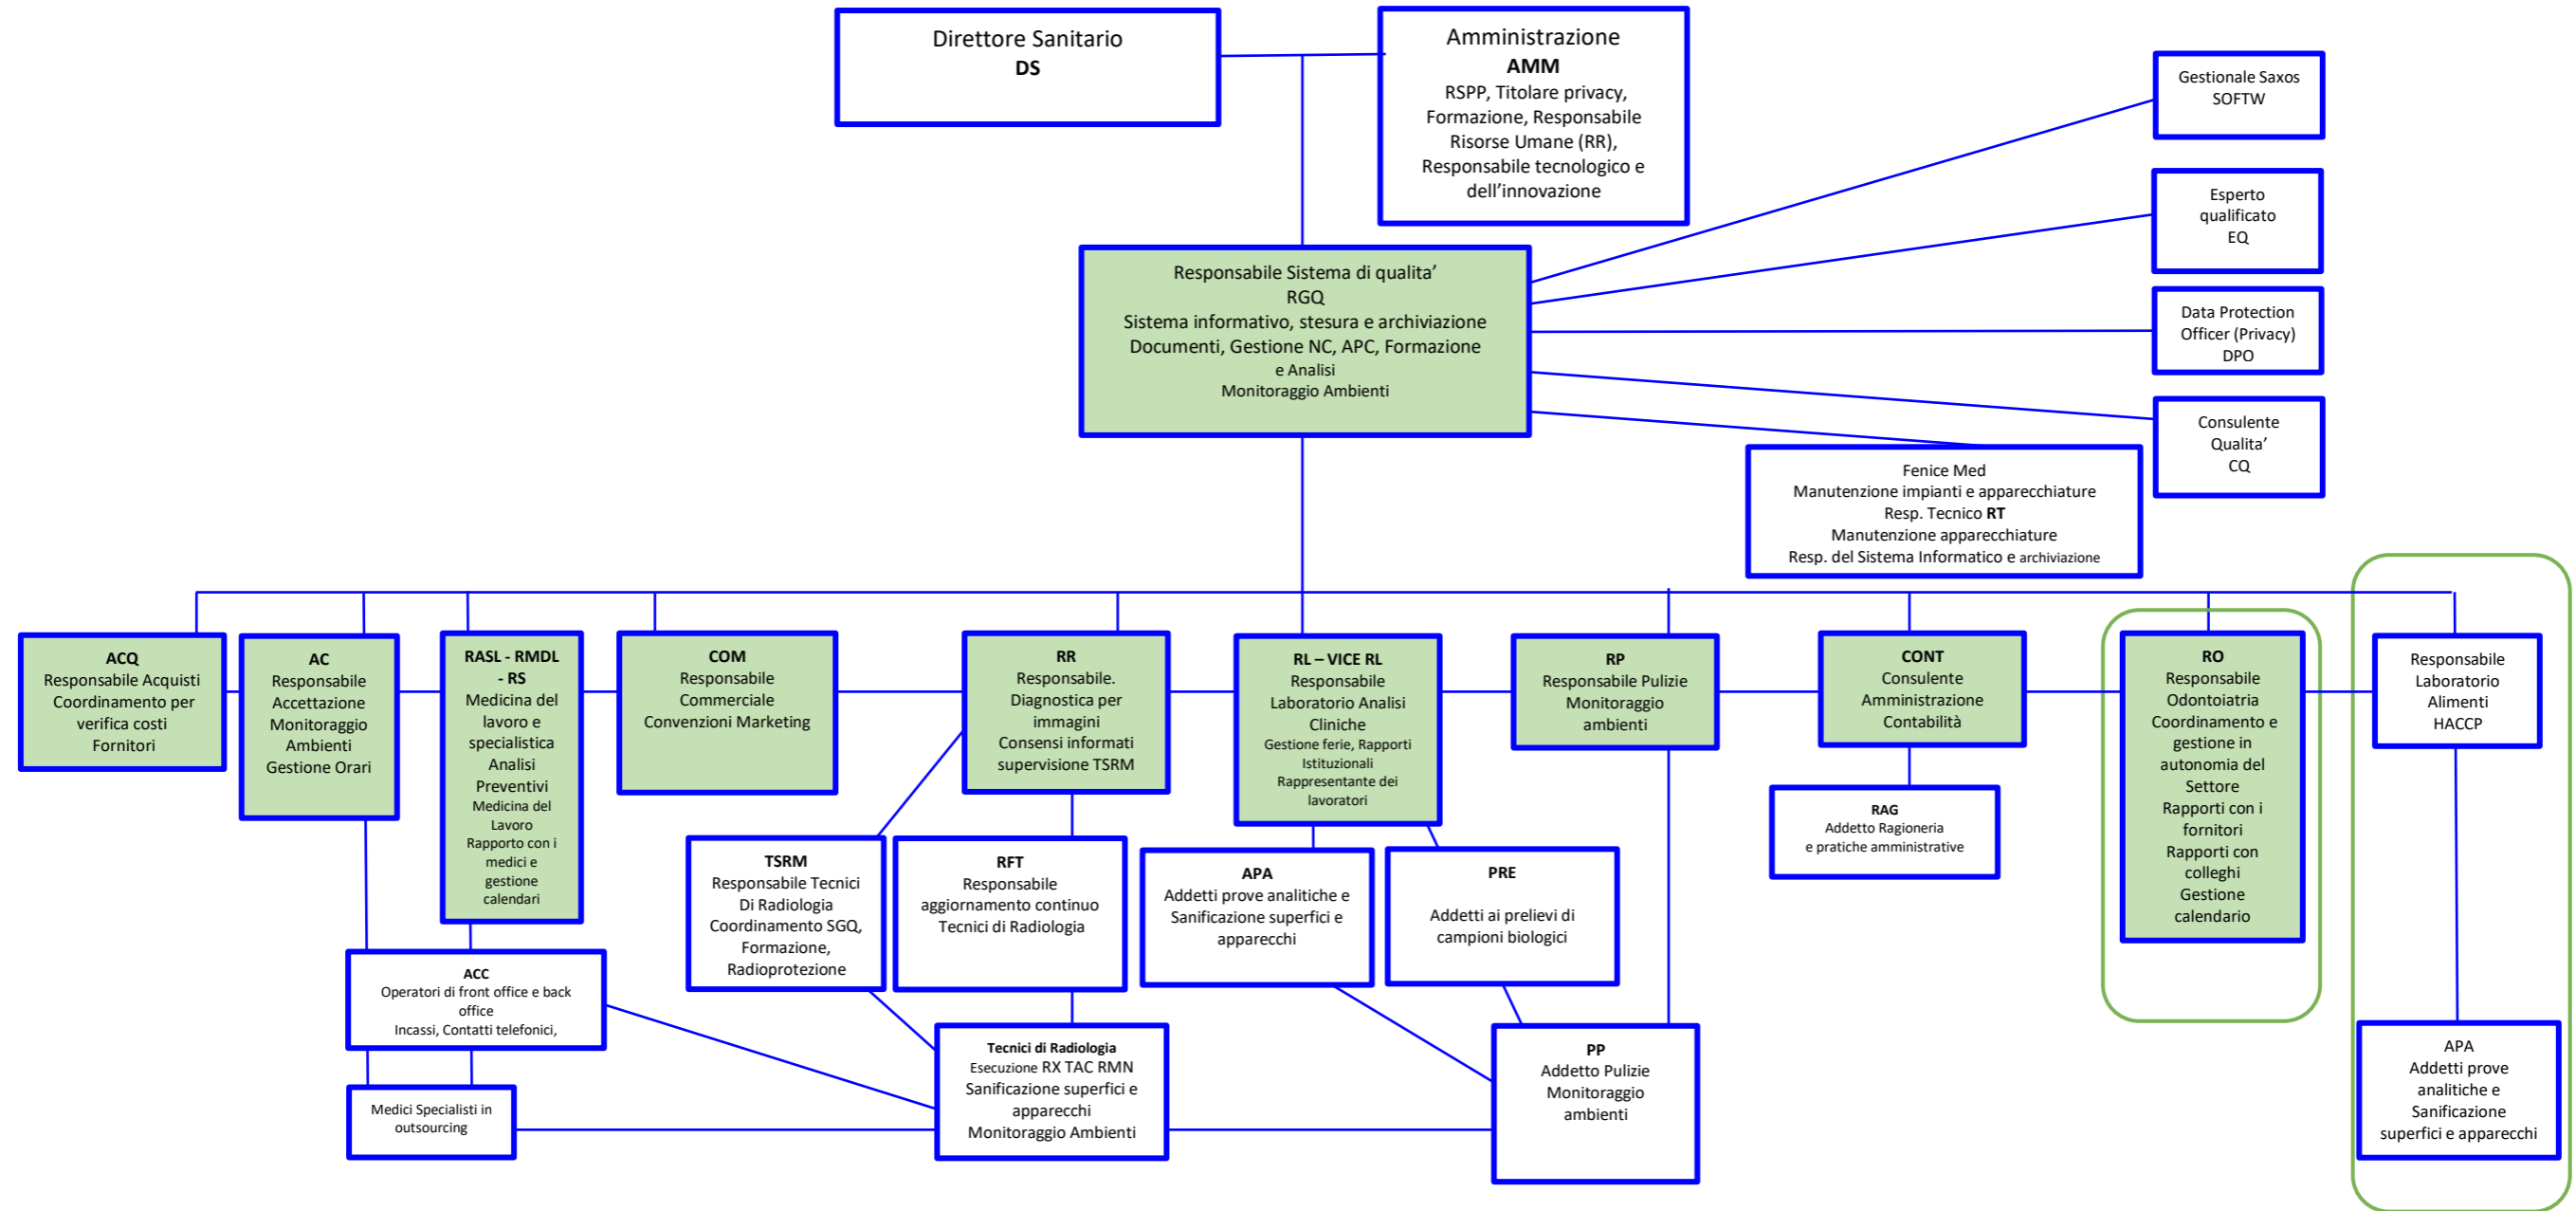 Direttore Sanitario
DS
Amministrazione
AMM
RSPP, Titolare privacy,
Formazione, Responsabile
Risorse Umane (RR),
Responsabile tecnologico e
dell’innovazione
Gestionale Saxos
SOFTW
Esperto
qualificato
EQ
Data Protection
Officer (Privacy)
DPO
Consulente
Qualita’
CQ
Responsabile Sistema di qualita’
RGQ
Sistema informativo, stesura e archiviazione
Documenti, Gestione NC, APC, Formazione
e Analisi
Monitoraggio Ambienti
Fenice Med
Manutenzione impianti e apparecchiature
Resp. Tecnico RT
Manutenzione apparecchiature
Resp. del Sistema Informatico e archiviazione
ACQ
Responsabile Acquisti
Coordinamento per
verifica costi
Fornitori
AC
Responsabile
Accettazione
Monitoraggio
Ambienti
Gestione Orari
RASL - RMDL
- RS
Medicina del
lavoro e
specialistica
Analisi
Preventivi
Medicina del
Lavoro
Rapporto con i
medici e
gestione
calendari
COM
Responsabile
Commerciale
Convenzioni Marketing
RR
Responsabile.
Diagnostica per
immagini
Consensi informati
supervisione TSRM
RL – VICE RL
Responsabile
Laboratorio Analisi
Cliniche
Gestione ferie, Rapporti
Istituzionali
Rappresentante dei
lavoratori
RP
Responsabile Pulizie
Monitoraggio
ambienti
CONT
Consulente
Amministrazione
Contabilità
RO
Responsabile
Odontoiatria
Coordinamento e
gestione in
autonomia del
Settore
Rapporti con i
fornitori
Rapporti con
colleghi
Gestione
calendario
Responsabile
Laboratorio
Alimenti
HACCP
RAG
Addetto Ragioneria
e pratiche amministrative
TSRM
Responsabile Tecnici
Di Radiologia
Coordinamento SGQ,
Formazione,
Radioprotezione
RFT
Responsabile
aggiornamento continuo
Tecnici di Radiologia
APA
Addetti prove analitiche e
Sanificazione superfici e
apparecchi
PRE
Addetti ai prelievi di
campioni biologici
ACC
Operatori di front office e back
office
Incassi, Contatti telefonici,
Medici Specialisti in
outsourcing
Tecnici di Radiologia
Esecuzione RX TAC RMN
Sanificazione superfici e
apparecchi
Monitoraggio Ambienti
PP
Addetto Pulizie
Monitoraggio
ambienti
APA
Addetti prove
analitiche e
Sanificazione
superfici e apparecchi